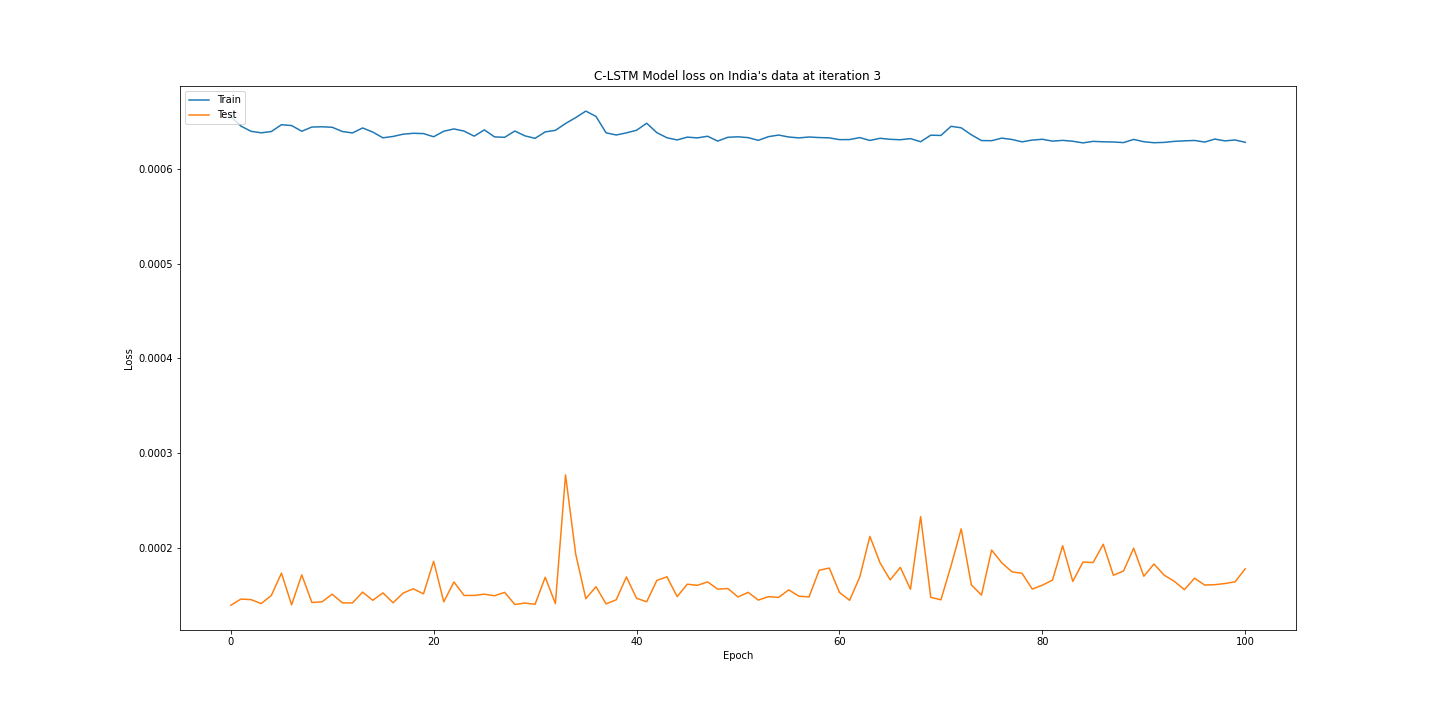 C-LSTM Model loss on India's data at iteration 3
Train
Test
0.0006
0.0005
0.0004
0.0003
0.0002
Loss
0 20 40 60 80 100
Epoch